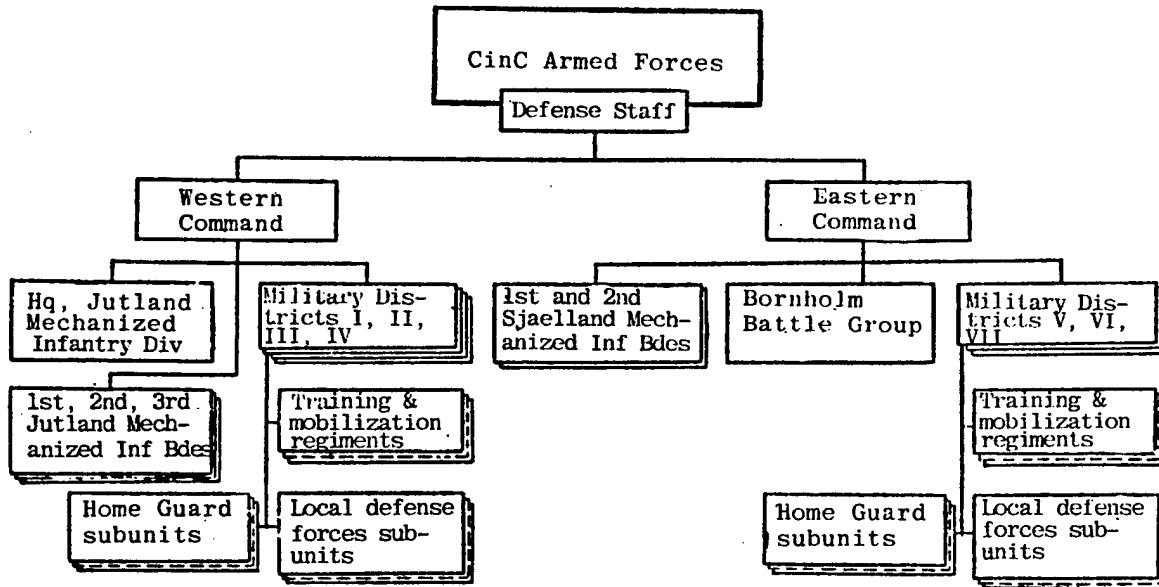 CinC Armed Forces
Defense Staff
Western
Command
Eastern
Command
Hq, Jutland
Mechanized
Infantry Div
Military Dis-
tricts I, II,
III, IV
1st and 2nd
Sjaelland Mech-
anized Inf Bdes
Bornholm
Battle Group
Military Dis-
tricts V, VI,
VII
1st, 2nd, 3rd
Jutland Mech-
anized Inf Bdes
Training &
mobilization
regiments
Training &
mobilization
regiments
Home Guard
subunits
Local defense
forces sub-
units
Home Guard
subunits
Local defense
forces sub-
units